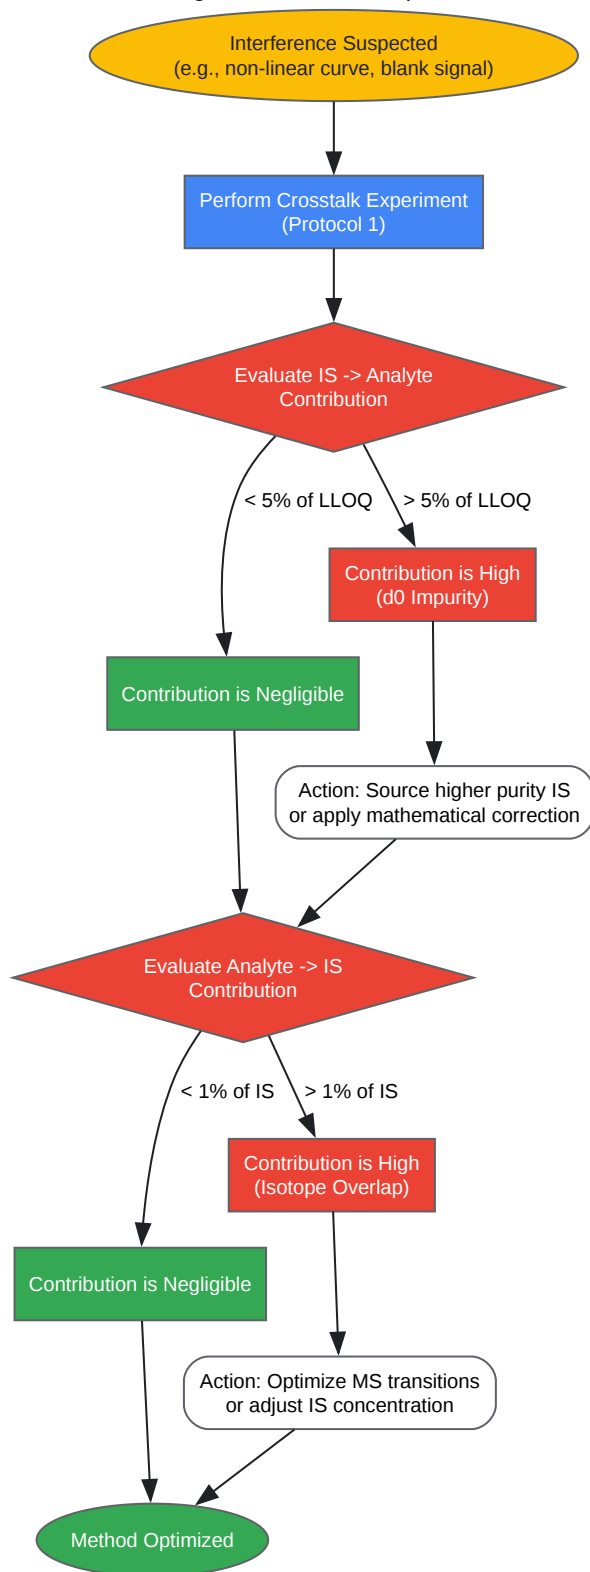 Interference Suspected
(e.g., non-linear curve, blank signal)
Perform Crosstalk Experiment
(Protocol 1)
Evaluate IS -> Analyte
Contribution
< 5% of LLOQ
> 5% of LLOQ
Contribution is High
(d0 Impurity)
Contribution is Negligible
Action: Source higher purity IS
or apply mathematical correction
Evaluate Analyte -> IS
Contribution
< 1% of IS
> 1% of IS
Contribution is High
(Isotope Overlap)
Contribution is Negligible
Action: Optimize MS transitions
or adjust IS concentration
Method Optimized